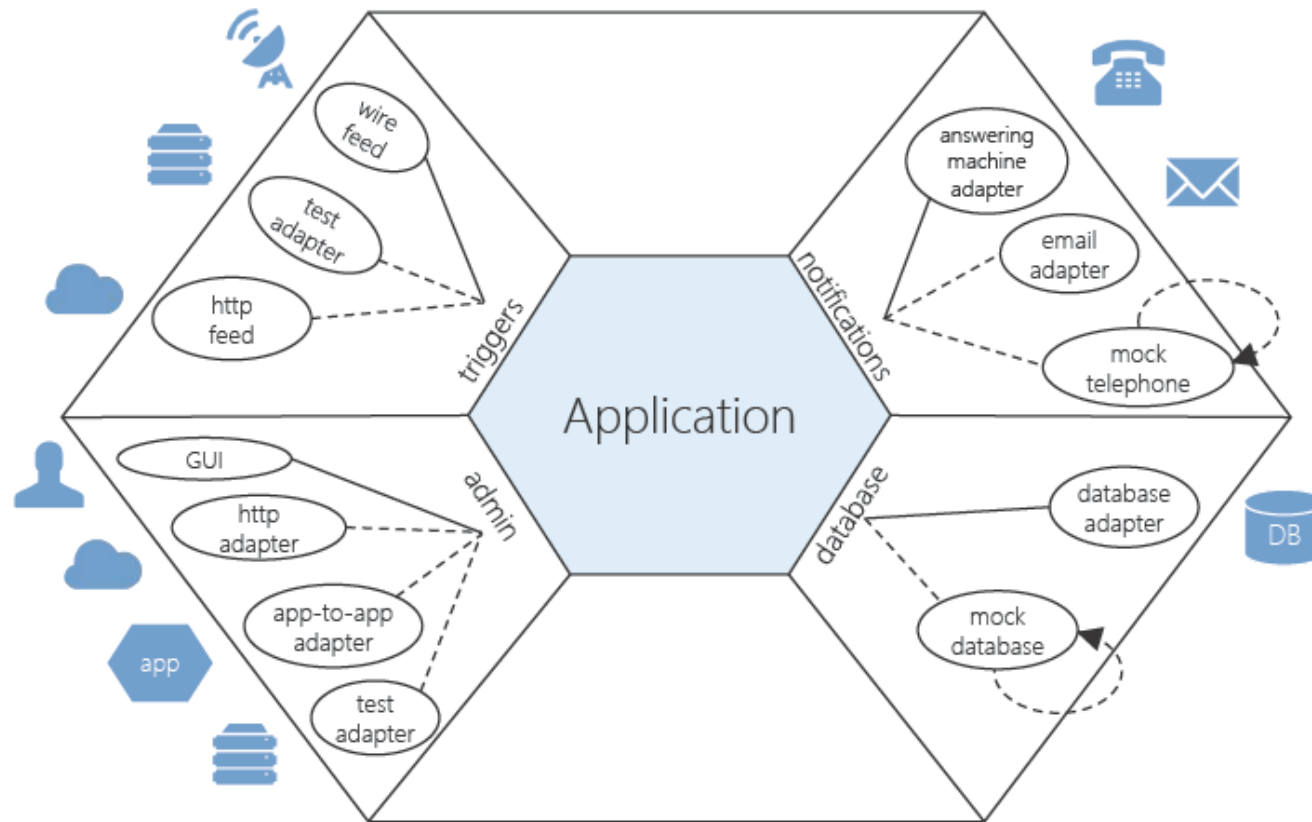 wire
feed
test
adapter
http
feed
triggers
answering
machine
adapter
email
adapter
mock
telephone
notifications
Application
GUI
http
adapter
app-to-app
adapter
test
adapter
admin
app
database
adapter
mock
database
database
DB